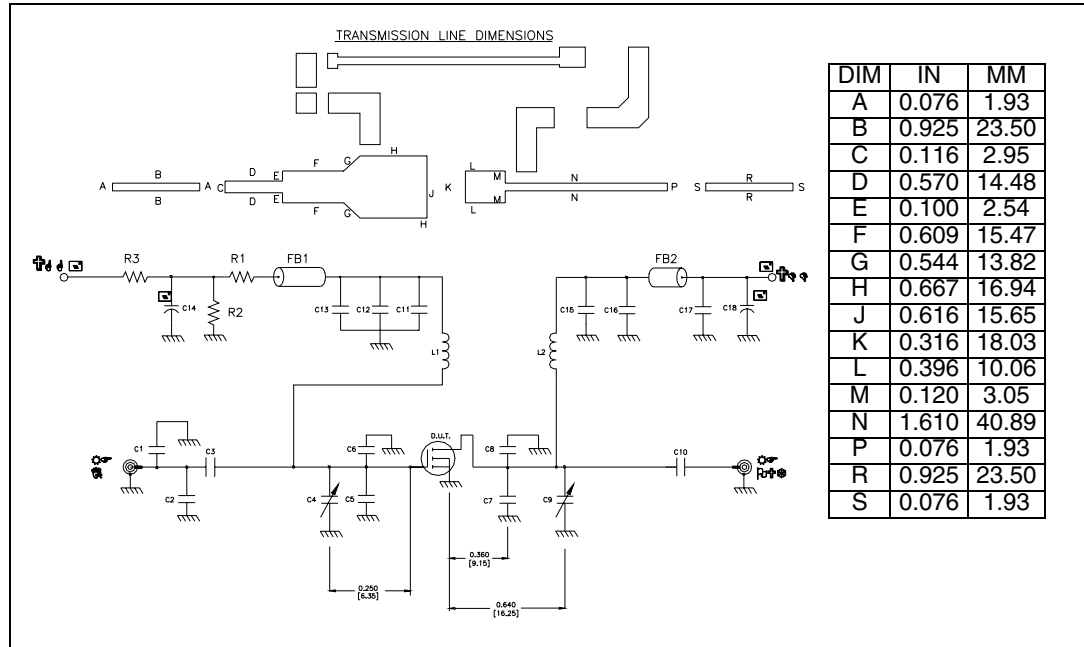 TRANSMISSION LINE DIMENSIONS
H
G
F
D
E
B
A
A
C
D
E
F
G
H
J
K
L
M
M
L
N
N
P
R
S
S
R
B
DIM IN MM
A 0.076 1.93
B 0.925 23.50
C 0.116 2.95
D 0.570 14.48
E 0.100 2.54
F 0.609 15.47
G 0.544 13.82
H 0.667 16.94
J 0.616 15.65
K 0.316 18.03
L 0.396 10.06
M 0.120 3.05
N 1.610 40.89
P 0.076 1.93
R 0.925 23.50
S 0.076 1.93
R3
R1
FB1
FB2
C14
R2
C13
C12
C11
C15
C16
C17
C18
L1
L2
C1
C3
C2
C6
C4
C5
D.U.T.
C8
C7
C9
C10
0.360
[9.15]
0.250
[6.35]
0.640
[16.25]